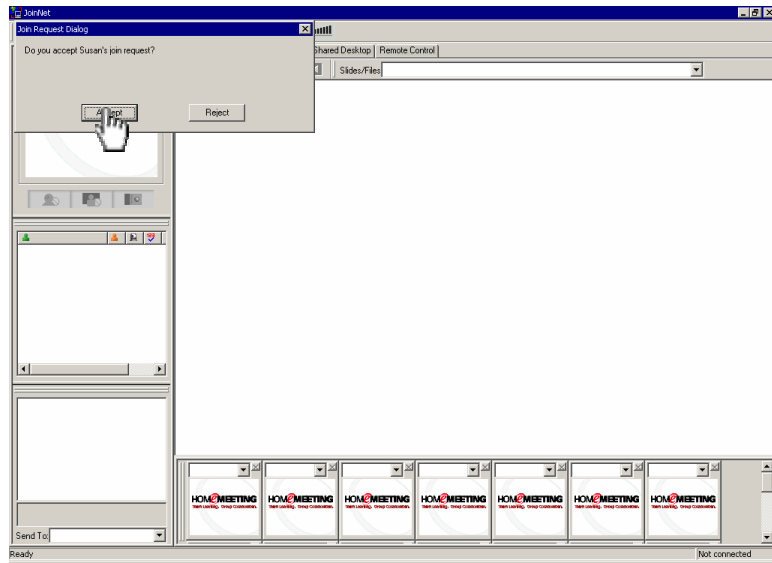 JoinNet
Join Request Dialog
Do you accept Susan's join request?
Reject
Shared Desktop
Remote Control
Slides/Files
HOMEMEETING
HOMEMEETING
HOMEMEETING
HOMEMEETING
HOMEMEETING
HOMEMEETING
HOMEMEETING
Send To:
Ready
Not connected